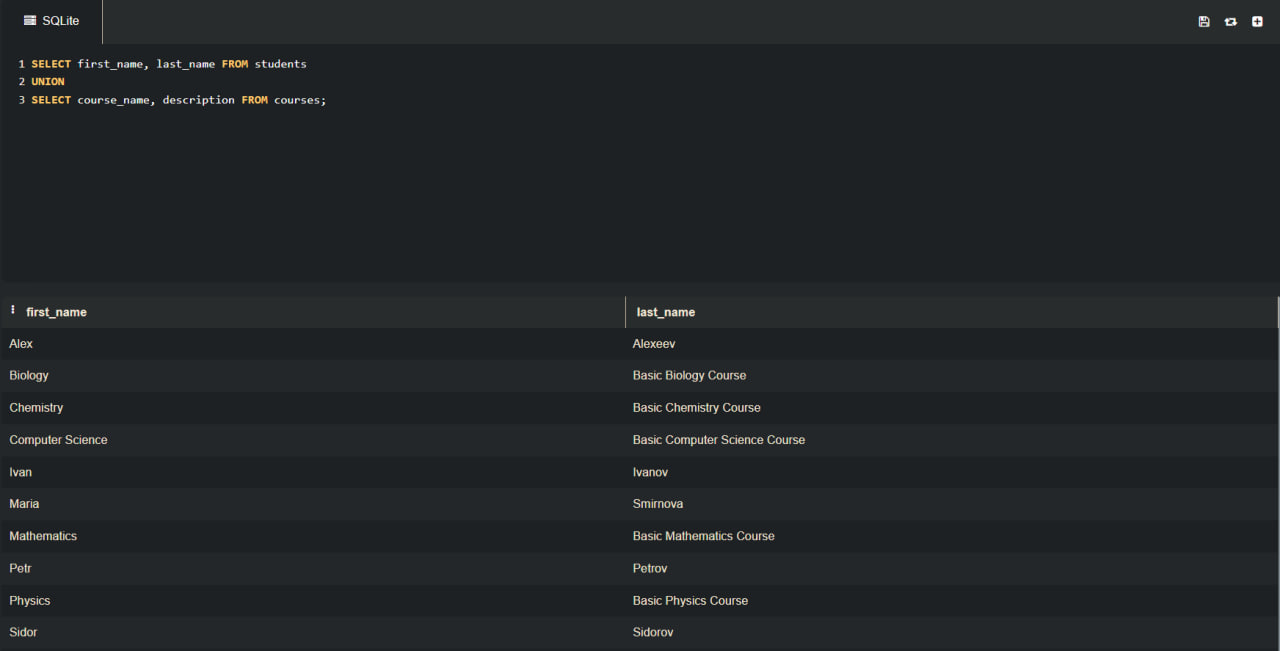 SQLite
1 SELECT first_name, last_name FROM students
2 UNION
3 SELECT course_name, description FROM courses;
first_name last_name
Alex Alexeev
Biology Basic Biology Course
Chemistry Basic Chemistry Course
Computer Science Basic Computer Science Course
Ivan Ivanov
Maria Smirnova
Mathematics Basic Mathematics Course
Petr Petrov
Physics Basic Physics Course
Sidor Sidorov